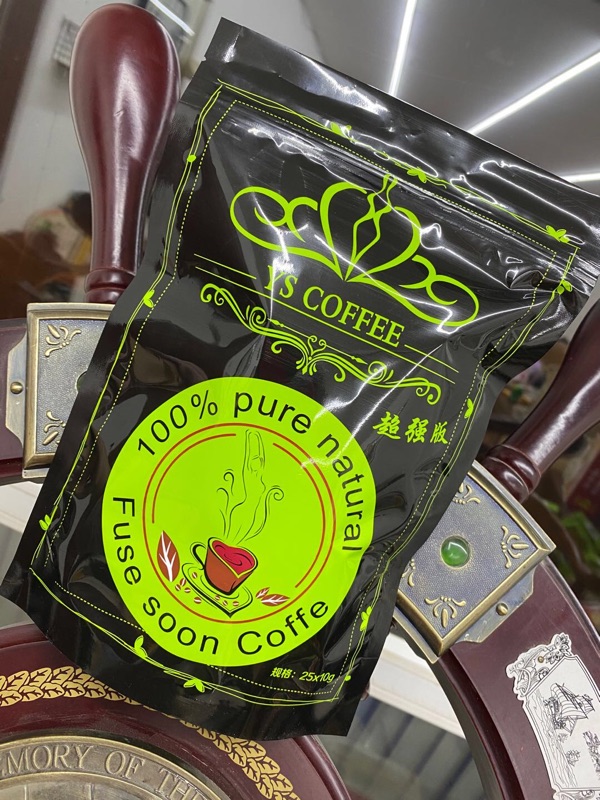 YS COFFEE
超强版
100% pure natural
Fuse soon Coffe
规格: 25x10g
MORY OF THE